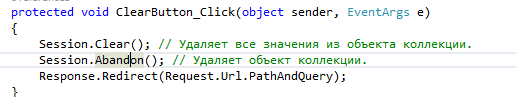 protected void ClearButton_Click(object sender, EventArgs e)
{
Session.Clear(); // Удаляет все значения из объекта коллекции.
Session.Abandon(); // Удаляет объект коллекции.
Response.Redirect(Request.Url.PathAndQuery);
}